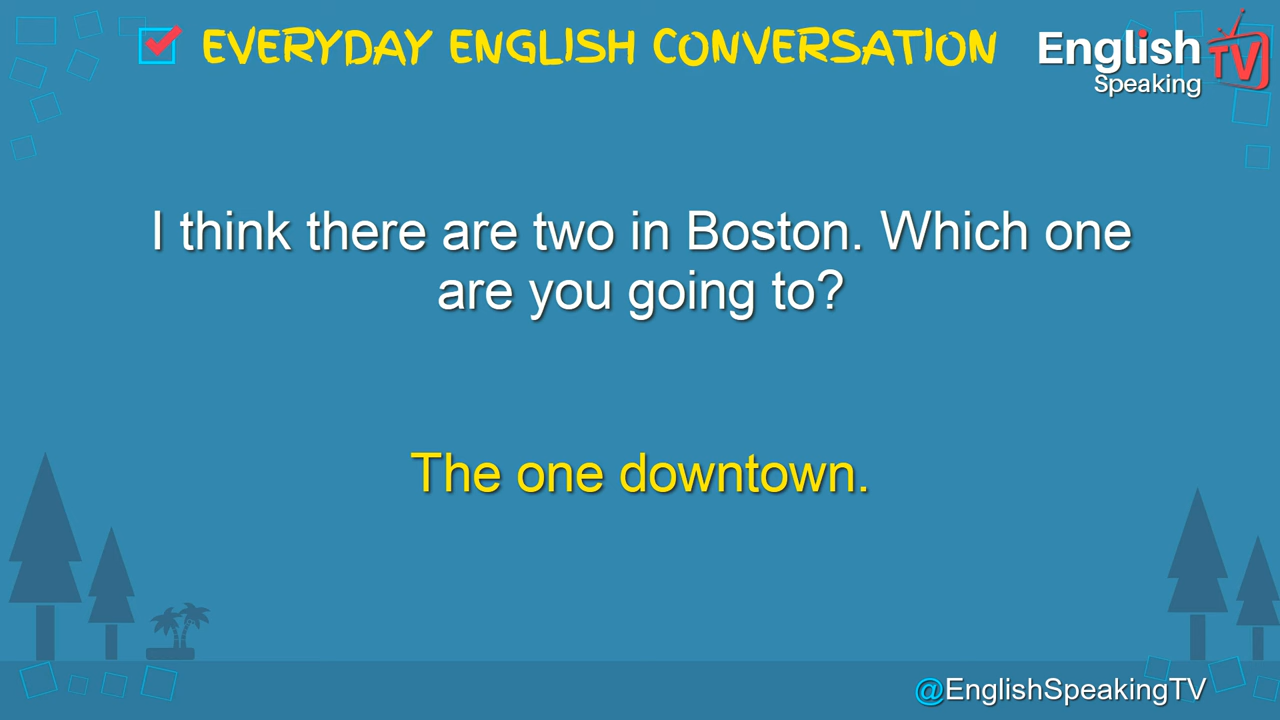 EVERYDAY ENGLISH CONVERSATION
English
Speaking
TV
I think there are two in Boston. Which one
are you going to?
The one downtown.
@EnglishSpeakingTV